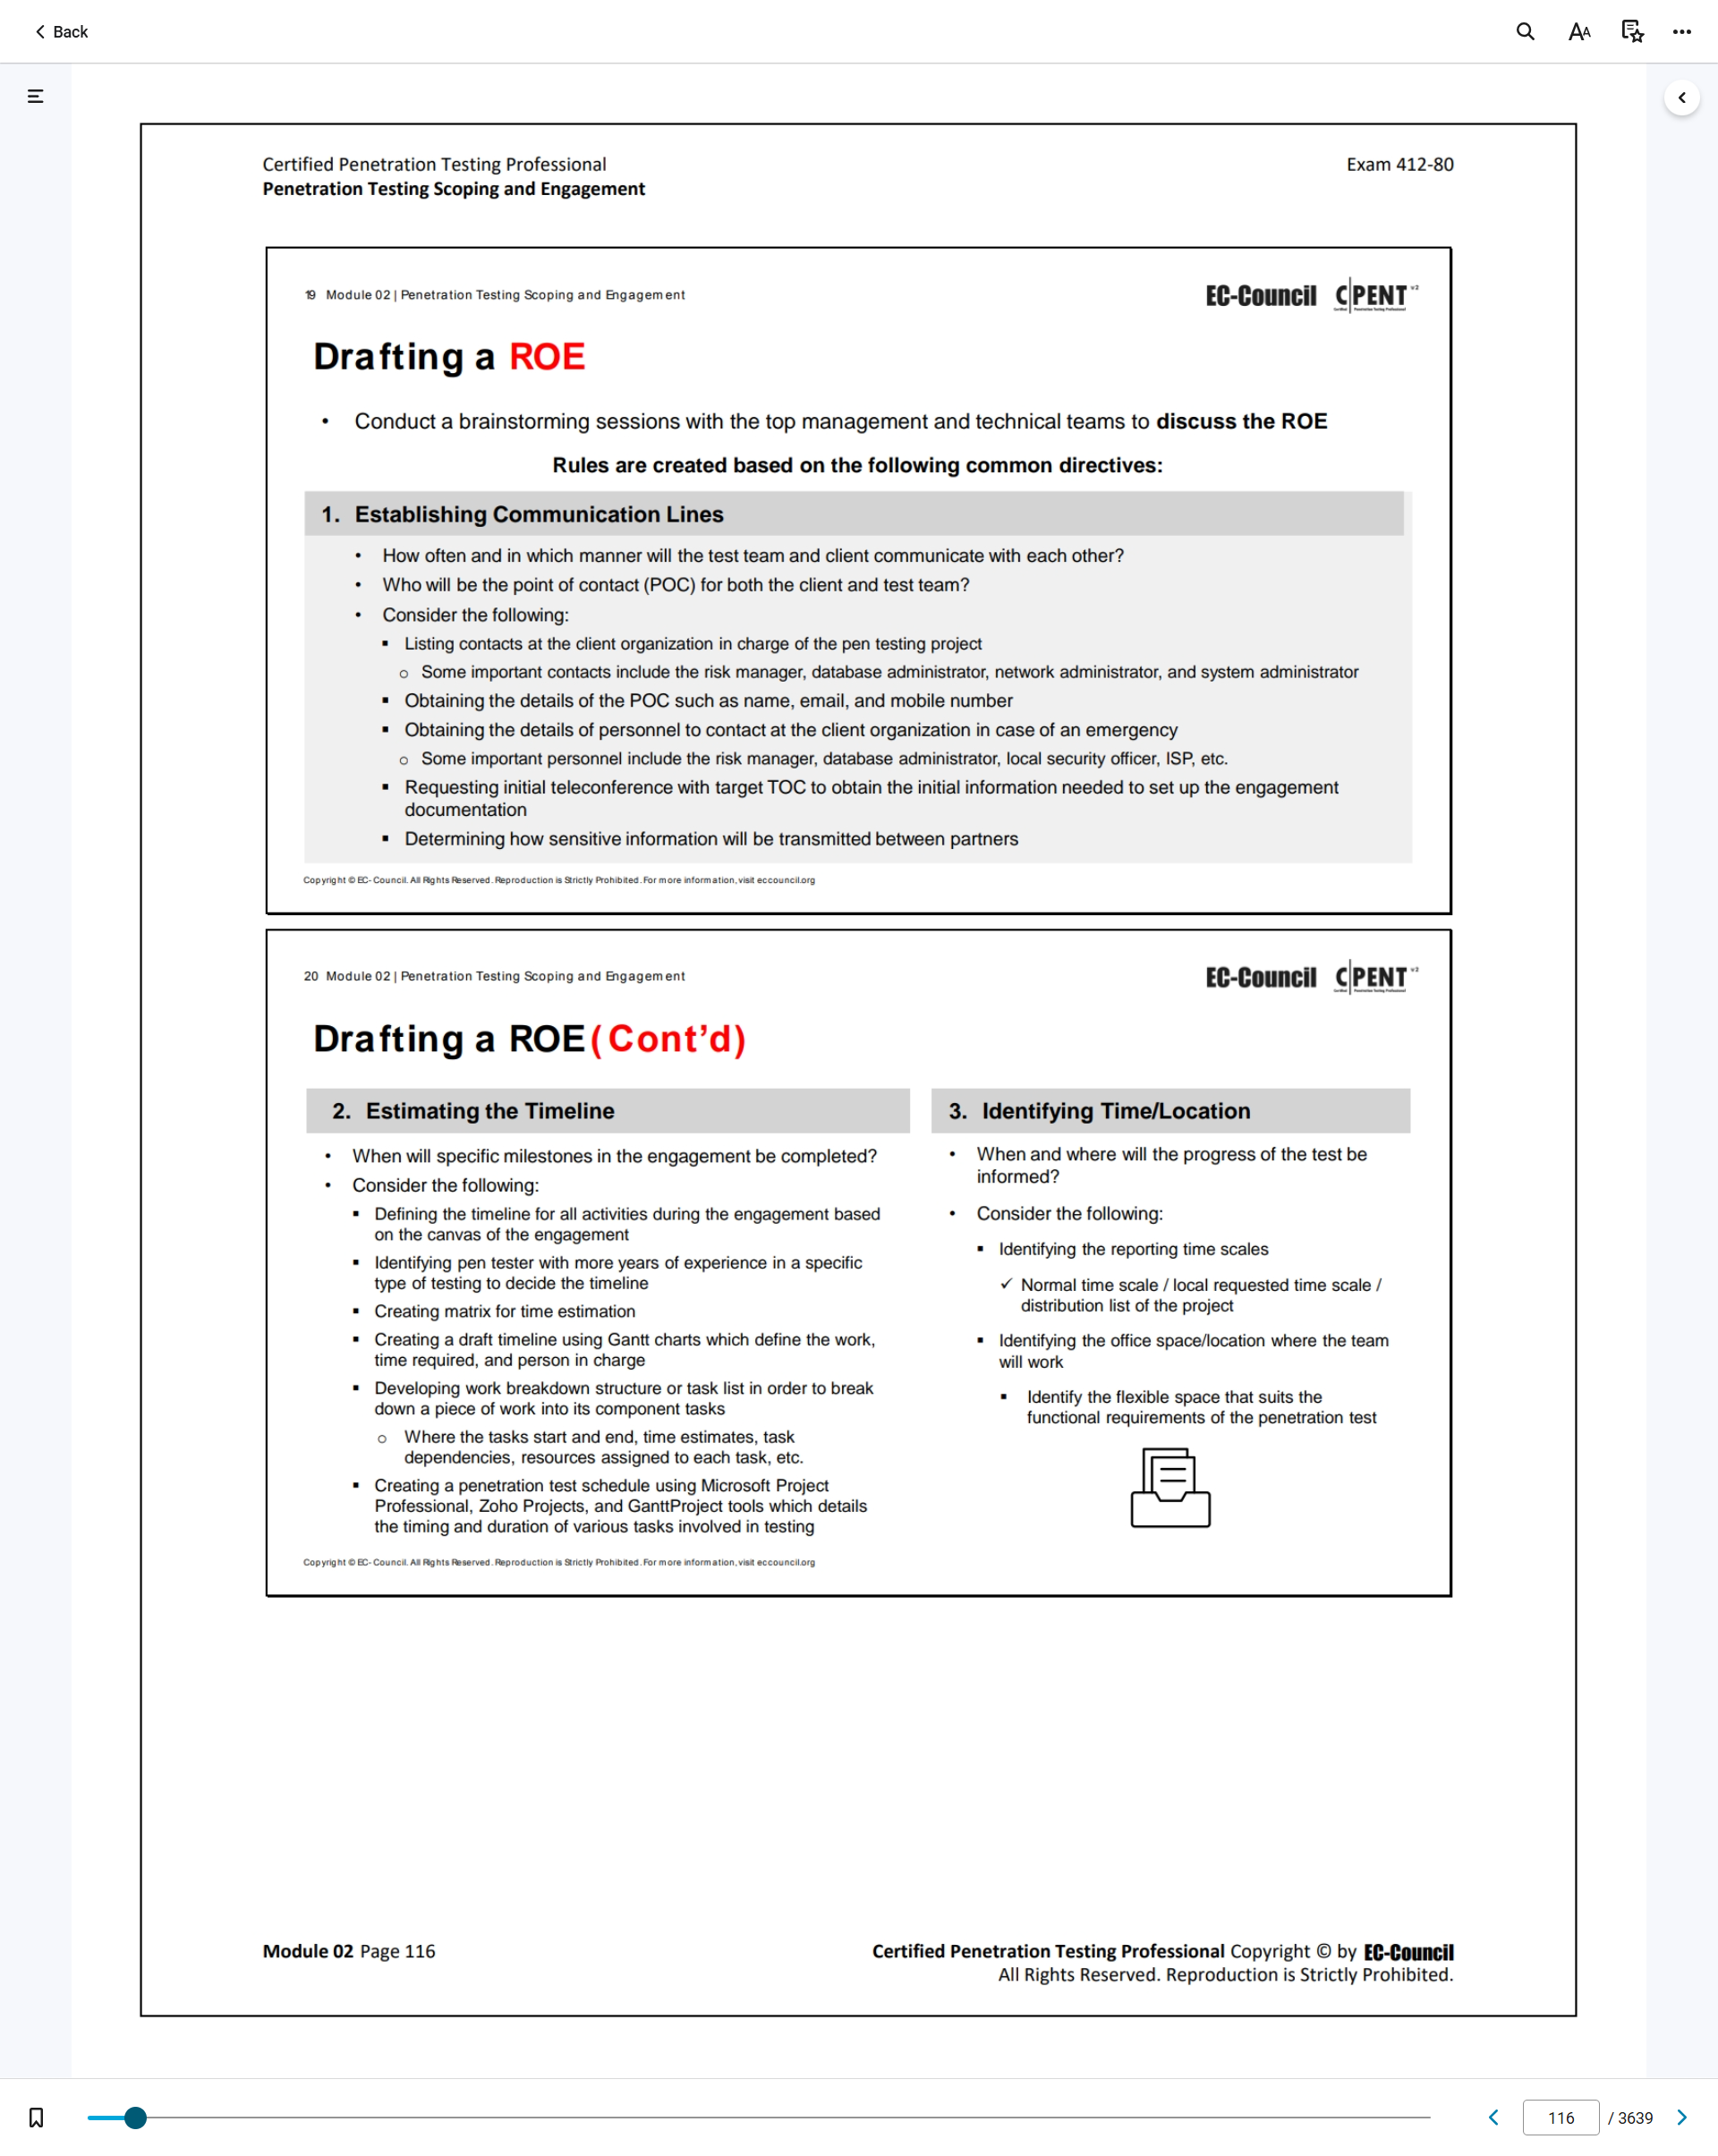 Back
Certified Penetration Testing Professional
Exam 412-80
Penetration Testing Scoping and Engagement
19 Module 02 | Penetration Testing Scoping and Engagement
EC-Council C|PENT v2
Drafting a ROE
• Conduct a brainstorming sessions with the top management and technical teams to discuss the ROE
Rules are created based on the following common directives:
1. Establishing Communication Lines
• How often and in which manner will the test team and client communicate with each other?
• Who will be the point of contact (POC) for both the client and test team?
• Consider the following:
▪ Listing contacts at the client organization in charge of the pen testing project
o Some important contacts include the risk manager, database administrator, network administrator, and system administrator
▪ Obtaining the details of the POC such as name, email, and mobile number
▪ Obtaining the details of personnel to contact at the client organization in case of an emergency
o Some important personnel include the risk manager, database administrator, local security officer, ISP, etc.
▪ Requesting initial teleconference with target TOC to obtain the initial information needed to set up the engagement
documentation
▪ Determining how sensitive information will be transmitted between partners
Copyright © EC-Council. All Rights Reserved. Reproduction is Strictly Prohibited. For more information, visit eccouncil.org
20 Module 02 | Penetration Testing Scoping and Engagement
EC-Council C|PENT v2
Drafting a ROE (Cont’d)
2. Estimating the Timeline
• When will specific milestones in the engagement be completed?
• Consider the following:
▪ Defining the timeline for all activities during the engagement based
on the canvas of the engagement
▪ Identifying pen tester with more years of experience in a specific
type of testing to decide the timeline
▪ Creating matrix for time estimation
▪ Creating a draft timeline using Gantt charts which define the work,
time required, and person in charge
▪ Developing work breakdown structure or task list in order to break
down a piece of work into its component tasks
o Where the tasks start and end, time estimates, task
dependencies, resources assigned to each task, etc.
▪ Creating a penetration test schedule using Microsoft Project
Professional, Zoho Projects, and GanttProject tools which details
the timing and duration of various tasks involved in testing
3. Identifying Time/Location
• When and where will the progress of the test be
informed?
• Consider the following:
▪ Identifying the reporting time scales
✓ Normal time scale / local requested time scale /
distribution list of the project
▪ Identifying the office space/location where the team
will work
▪ Identify the flexible space that suits the
functional requirements of the penetration test
Copyright © EC-Council. All Rights Reserved. Reproduction is Strictly Prohibited. For more information, visit eccouncil.org
Module 02 Page 116
Certified Penetration Testing Professional Copyright © by EC-Council
All Rights Reserved. Reproduction is Strictly Prohibited.
116 / 3639